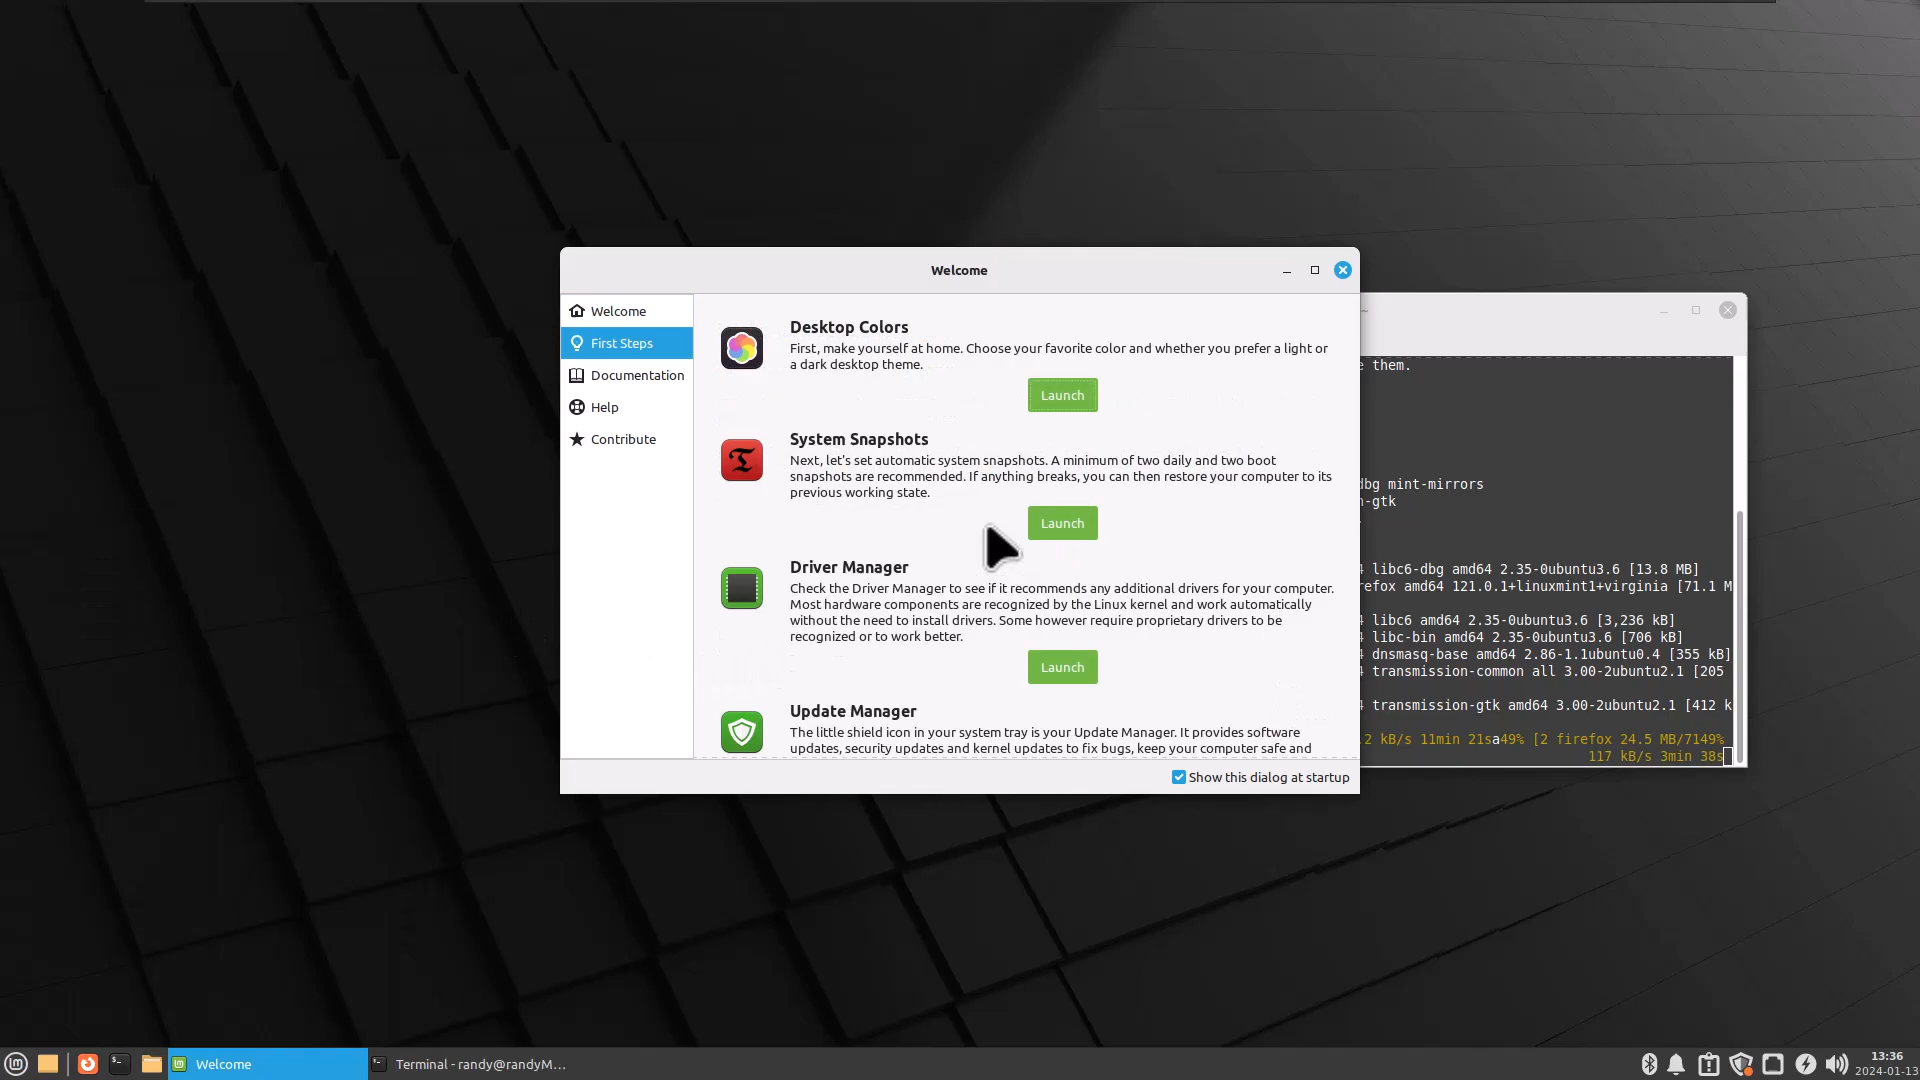 Welcome
Welcome
First Steps
Documentation
Help
Contribute
Desktop Colors
First, make yourself at home. Choose your favorite color and whether you prefer a light or
a dark desktop theme.
Launch
System Snapshots
Next, let's set automatic system snapshots. A minimum of two daily and two boot
snapshots are recommended. If anything breaks, you can then restore your computer to its
previous working state.
Launch
Driver Manager
Check the Driver Manager to see if it recommends any additional drivers for your computer.
Most hardware components are recognized by the Linux kernel and work automatically
without the need to install drivers. Some however require proprietary drivers to be
recognized or to work better.
Launch
Update Manager
The little shield icon in your system tray is your Update Manager. It provides software
updates, security updates and kernel updates to fix bugs, keep your computer safe and
Show this dialog at startup
e them.
dbg mint-mirrors
n-gtk
4 libc6-dbg amd64 2.35-0ubuntu3.6 [13.8 MB]
refox amd64 121.0.1+linuxmint1+virginia [71.1 M
4 libc6 amd64 2.35-0ubuntu3.6 [3,236 kB]
4 libc-bin amd64 2.35-0ubuntu3.6 [706 kB]
4 dnsmasq-base amd64 2.86-1.1ubuntu0.4 [355 kB]
4 transmission-common all 3.00-2ubuntu2.1 [205
4 transmission-gtk amd64 3.00-2ubuntu2.1 [412 k
2 kB/s 11min 21sa49% [2 firefox 24.5 MB/7149%
117 kB/s 3min 38s
Welcome
Terminal - randy@randyM...
13:36
2024-01-13